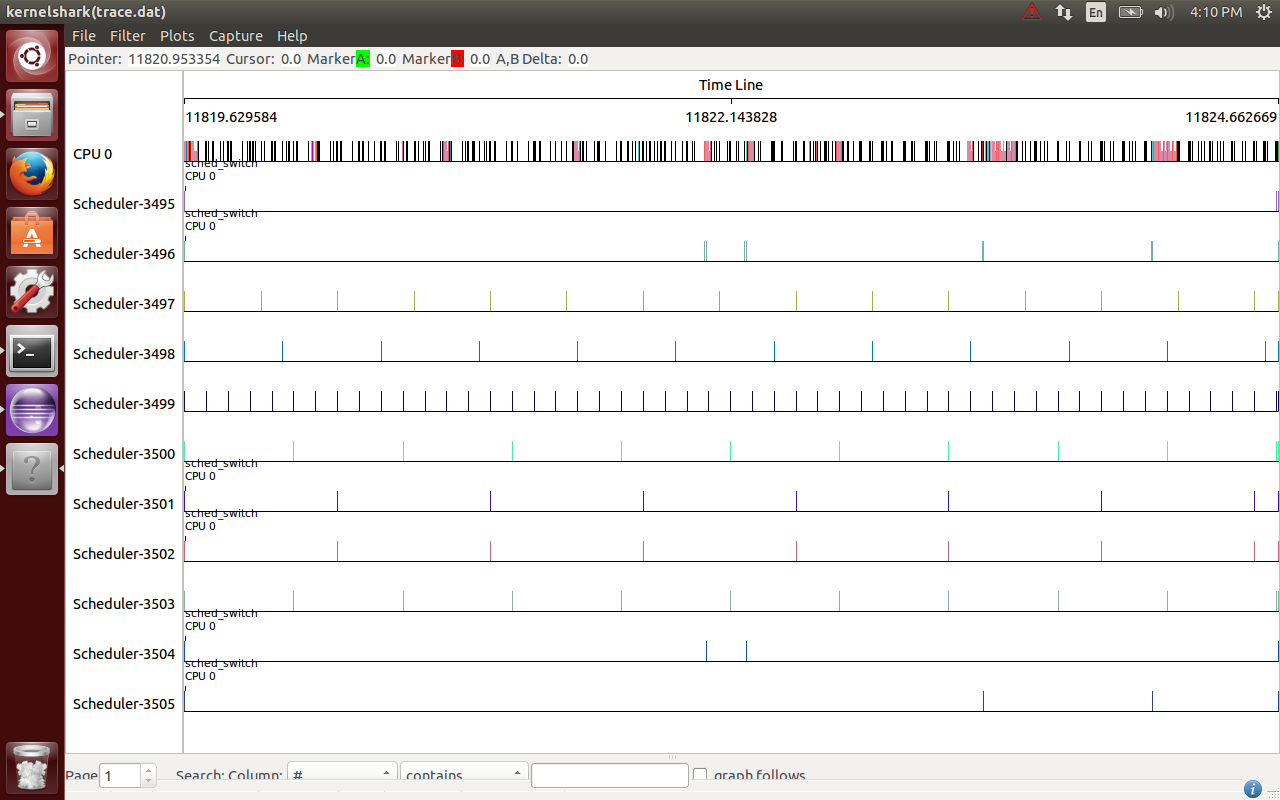 kernelshark(trace.dat) En 4:10 PM
File Filter Plots Capture Help
Pointer: 11820.953354 Cursor: 0.0 Marker A: 0.0 Marker B: 0.0 A,B Delta: 0.0
Time Line
11819.629584 11822.143828 11824.662669
CPU 0
sched_switch
CPU 0
Scheduler-3495
sched_switch
CPU 0
Scheduler-3496
Scheduler-3497
Scheduler-3498
Scheduler-3499
Scheduler-3500
sched_switch
CPU 0
Scheduler-3501
sched_switch
CPU 0
Scheduler-3502
Scheduler-3503
sched_switch
CPU 0
Scheduler-3504
sched_switch
CPU 0
Scheduler-3505
Page 1 Search: Column: # contains graph follows